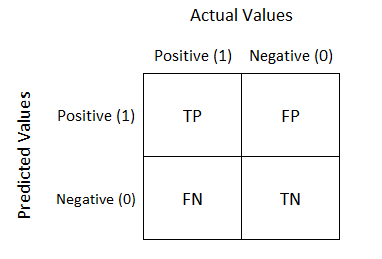 Actual Values
Positive (1) Negative (0)
Predicted Values
Positive (1) TP FP
Negative (0) FN TN